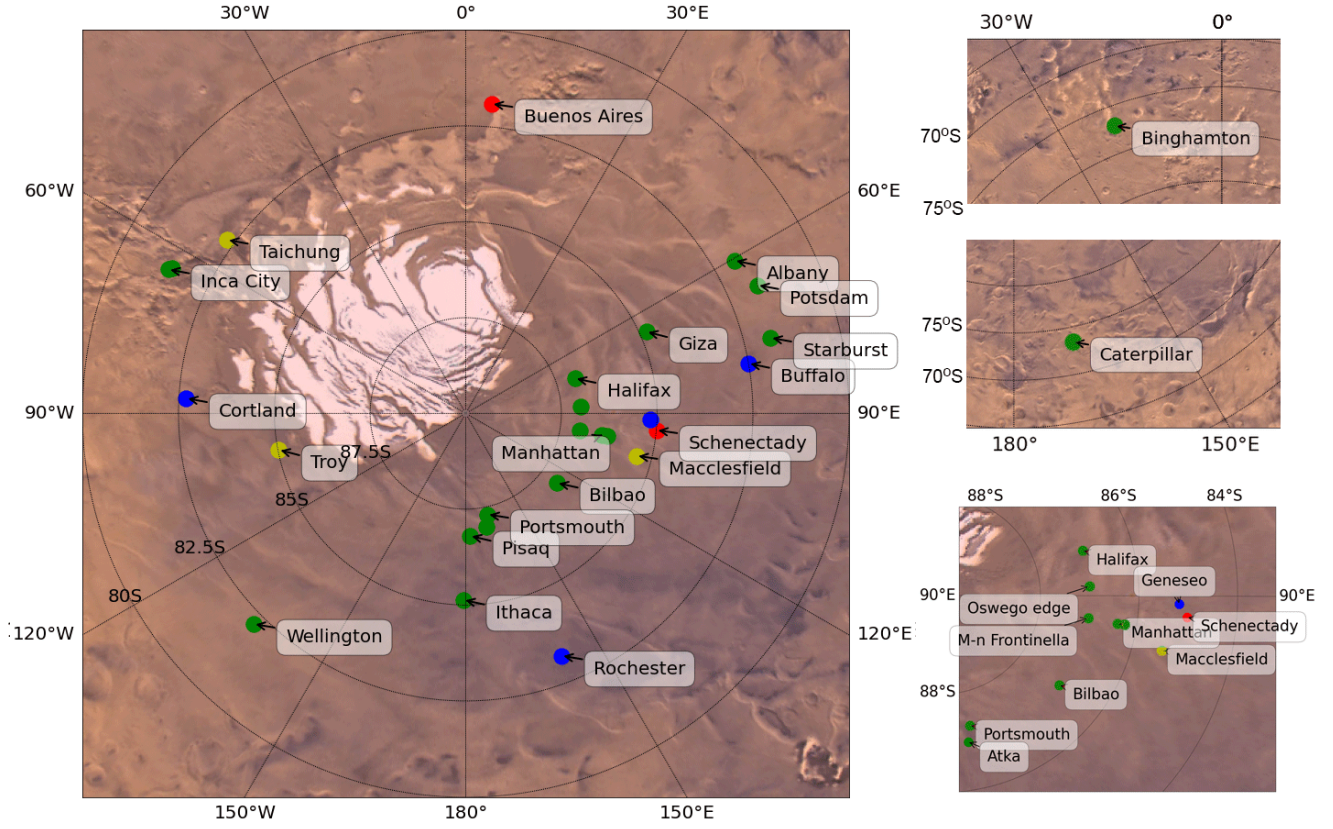 30°W 0° 30°E
60°W
60°E
90°W
90°E
120°W
120°E
150°W 180° 150°E
Buenos Aires
Taichung
Inca City
Albany
Potsdam
Giza
Starburst
Buffalo
Halifax
Cortland
Schenectady
Manhattan
Troy
87.5S
Macclesfield
85S
Bilbao
Portsmouth
82.5S
Pisaq
80S
Ithaca
Wellington
Rochester
30°W 0°
70°S
Binghamton
75°S
75°S
Caterpillar
70°S
180° 150°E
88°S 86°S 84°S
Halifax
Geneseo
90°E
90°E
Oswego edge
Schenectady
Manhattan
M-n Frontinella
Macclesfield
88°S
Bilbao
Portsmouth
Atka